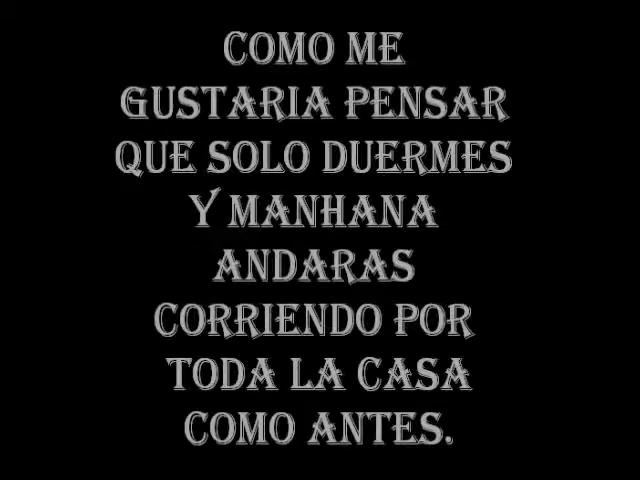 COMO ME
GUSTARIA PENSAR
QUE SOLO DUERMES
Y MANHANA
ANDARAS
CORRIENDO POR
TODA LA CASA
COMO ANTES.